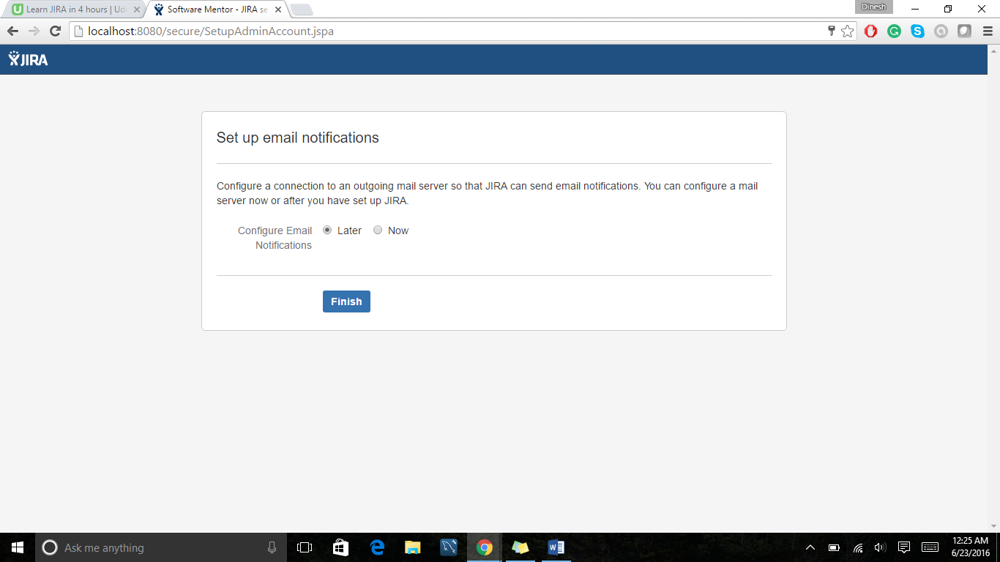 Learn JIRA in 4 hours | Ud
Software Mentor - JIRA se
Dinesh
localhost:8080/secure/SetupAdminAccount.jspa
JIRA
Set up email notifications
Configure a connection to an outgoing mail server so that JIRA can send email notifications. You can configure a mail
server now or after you have set up JIRA.
Configure Email
Notifications
Later
Now
Finish
Ask me anything
12:25 AM
6/23/2016